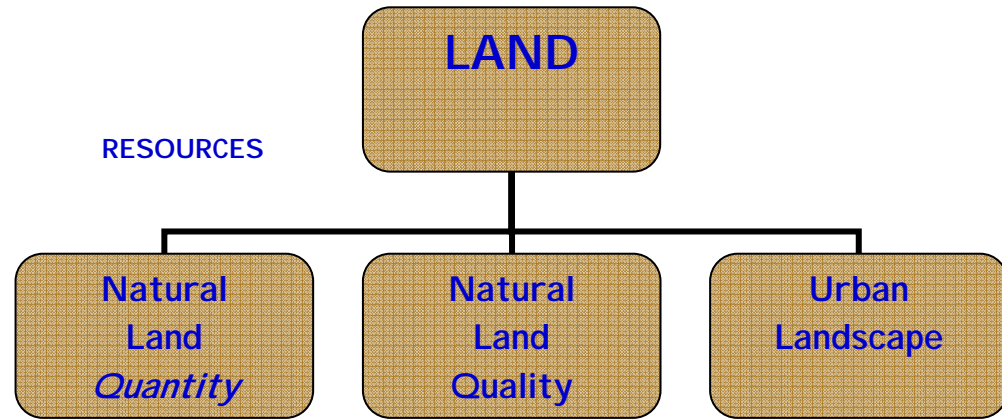 LAND
RESOURCES
Natural
Land
Quantity
Natural
Land
Quality
Urban
Landscape